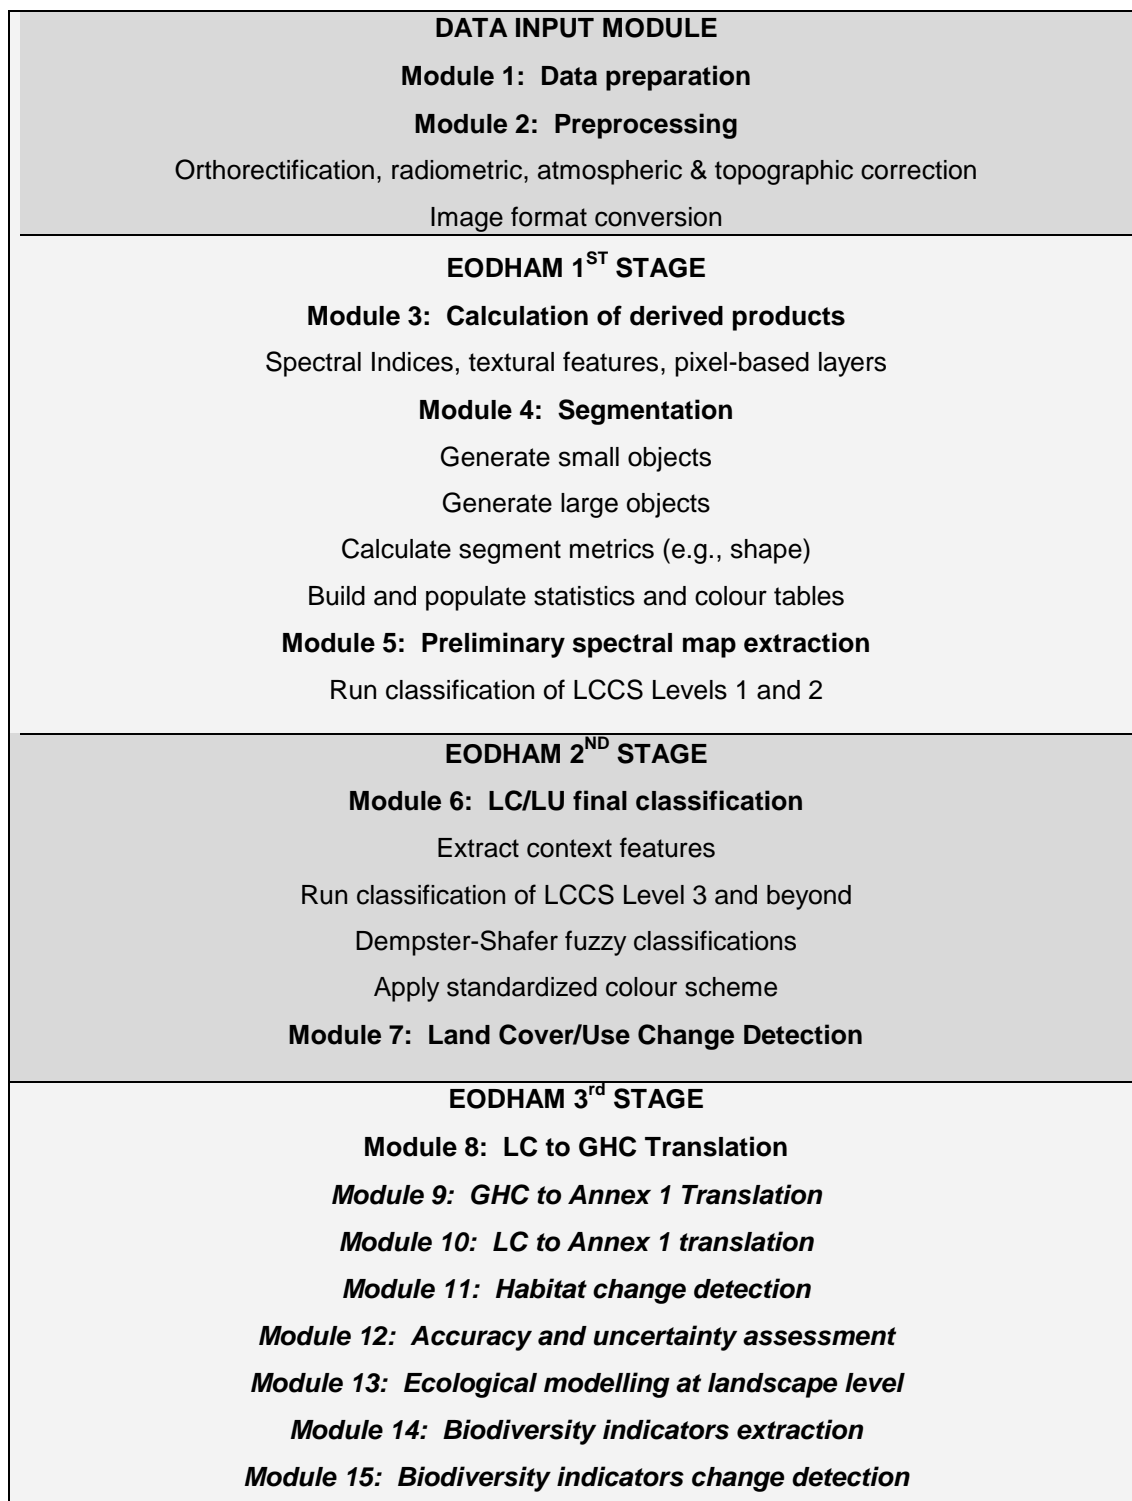 DATA INPUT MODULE
Module 1: Data preparation
Module 2: Preprocessing
Orthorectification, radiometric, atmospheric & topographic correction
Image format conversion
EODHAM 1ST STAGE
Module 3: Calculation of derived products
Spectral Indices, textural features, pixel-based layers
Module 4: Segmentation
Generate small objects
Generate large objects
Calculate segment metrics (e.g., shape)
Build and populate statistics and colour tables
Module 5: Preliminary spectral map extraction
Run classification of LCCS Levels 1 and 2
EODHAM 2ND STAGE
Module 6: LC/LU final classification
Extract context features
Run classification of LCCS Level 3 and beyond
Dempster-Shafer fuzzy classifications
Apply standardized colour scheme
Module 7: Land Cover/Use Change Detection
EODHAM 3rd STAGE
Module 8: LC to GHC Translation
Module 9: GHC to Annex 1 Translation
Module 10: LC to Annex 1 translation
Module 11: Habitat change detection
Module 12: Accuracy and uncertainty assessment
Module 13: Ecological modelling at landscape level
Module 14: Biodiversity indicators extraction
Module 15: Biodiversity indicators change detection